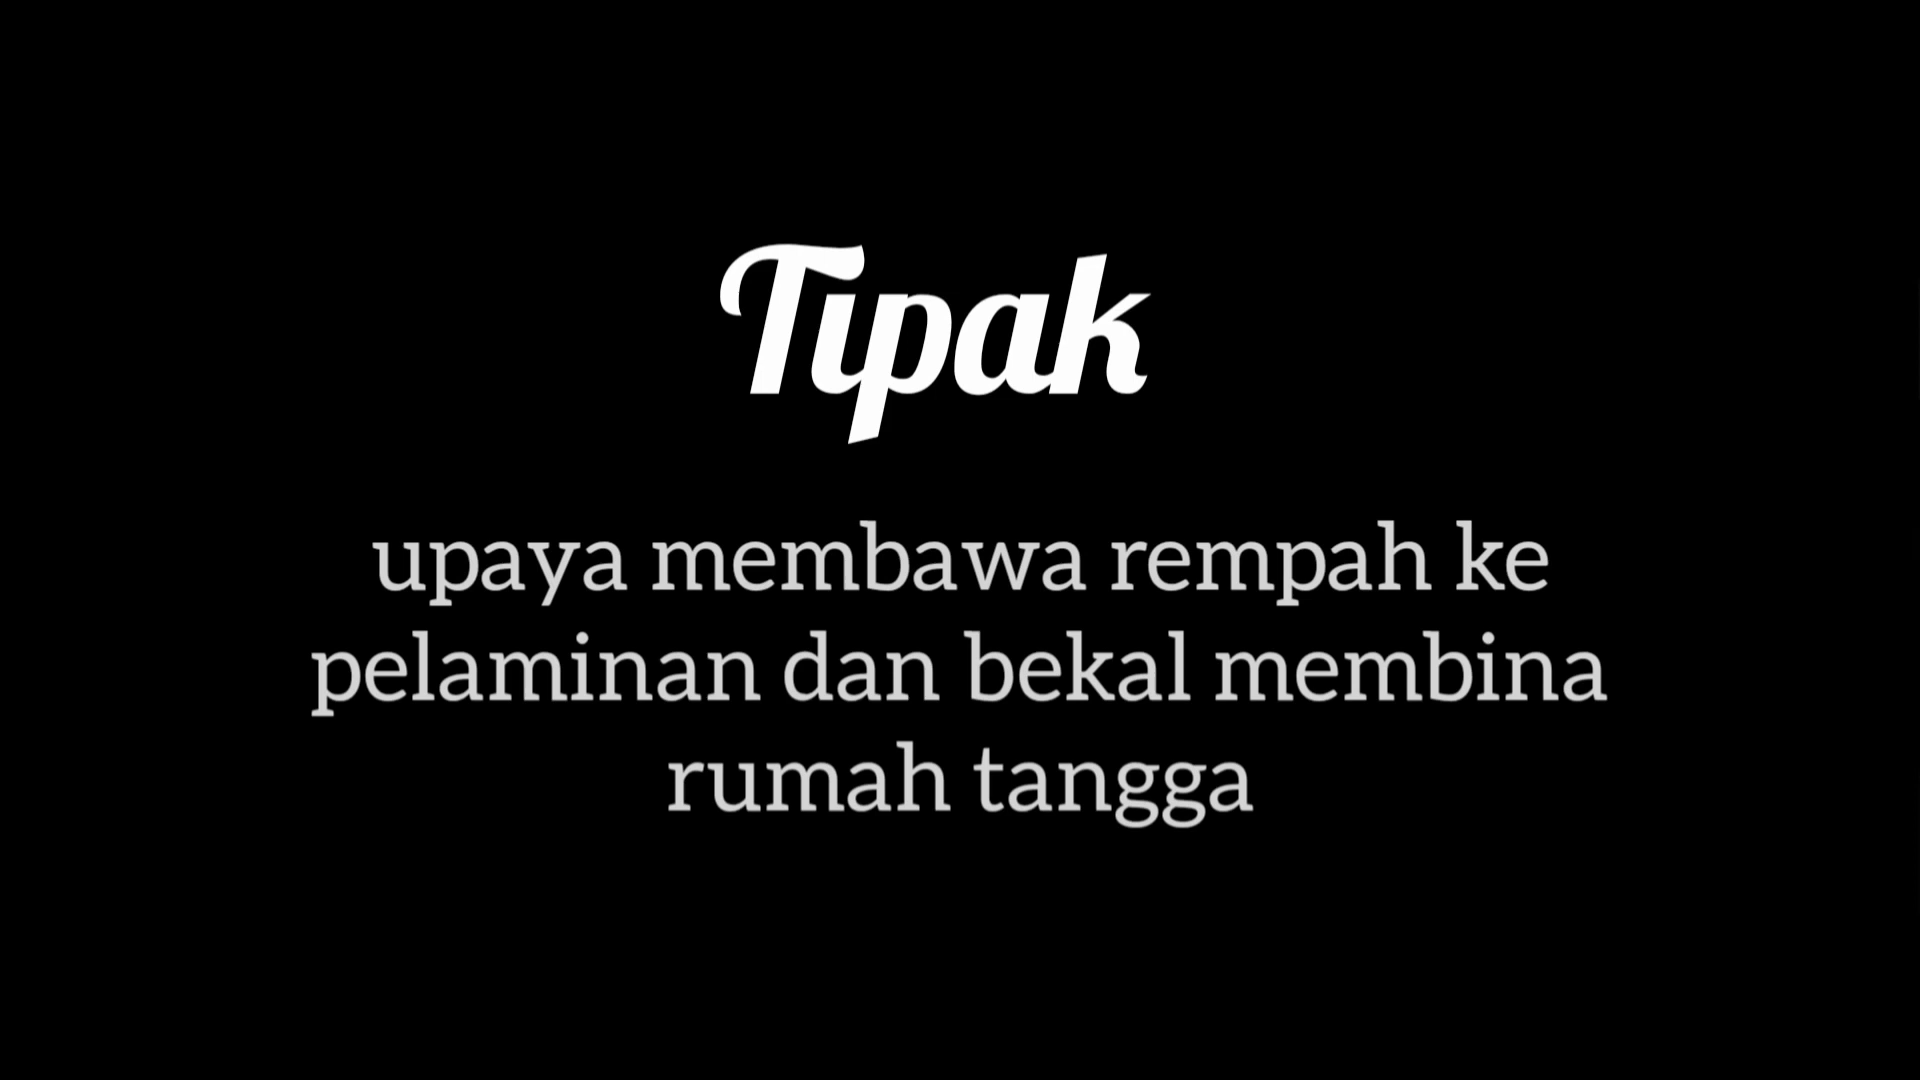 Tipak
upaya membawa rempah ke
pelaminan dan bekal membina
rumah tangga